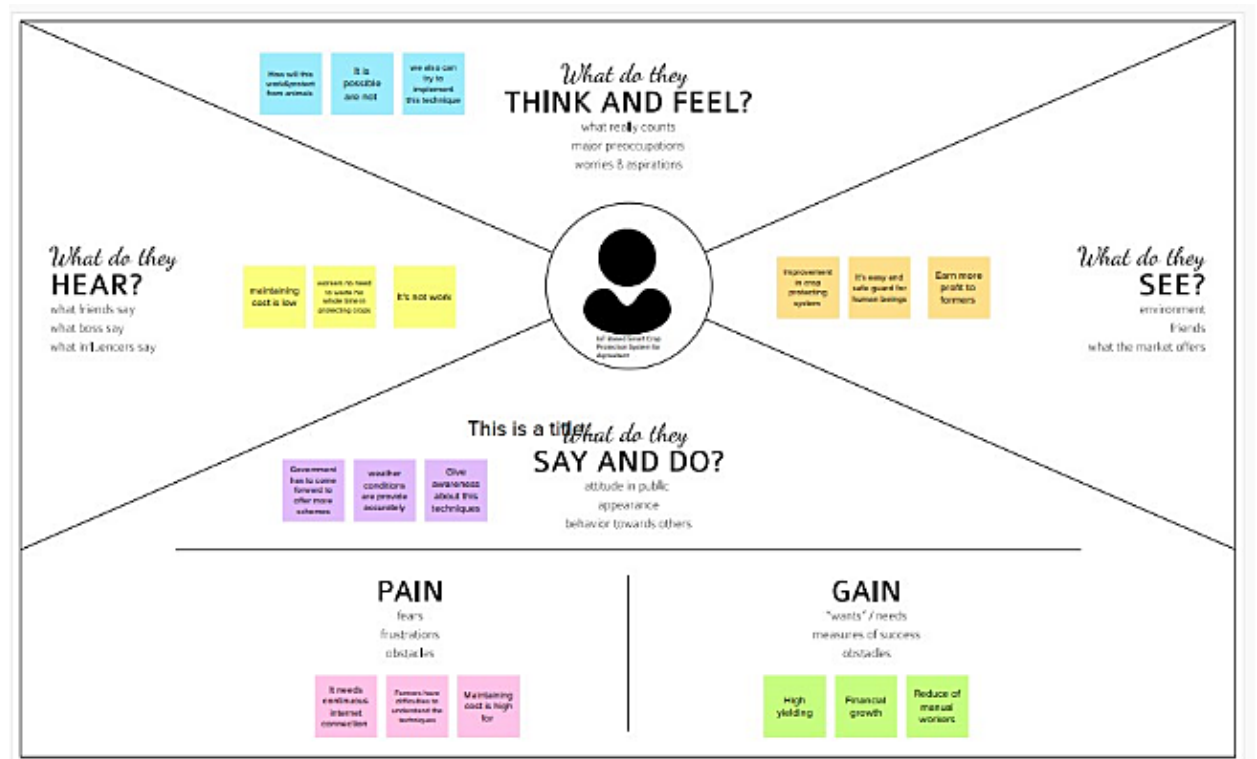 How will this
work&protect
from animals
It is
possible
are not
we also can
try to
implement
this technique
What do they
THINK AND FEEL?
what really counts
major preoccupations
worries & aspirations
What do they
HEAR?
what friends say
what boss say
what influencers say
maintaining
cost is low
workers no need
to waste his
whole time in
protecting crops
It's not work
IoT Based Smart Crop
Protection System for
Agriculture
Improvement
in crop
protecting
system
It's easy and
safe guard for
human beings
Earn more
profit to
formers
What do they
SEE?
environment
friends
what the market offers
This is a title
What do they
SAY AND DO?
attitude in public
appearance
behavior towards others
Government
has to come
forward to
offer more
schemes
weather
conditions
are provide
accurately
Give
awareness
about this
techniques
PAIN
fears
frustrations
obstacles
It needs
continuous
internet
connection
Farmers have
difficulties to
understand the
techniques
Maintaining
cost is high
for
GAIN
"wants" / needs
measures of success
obstacles
High
yielding
Financial
growth
Reduce of
manual
workers